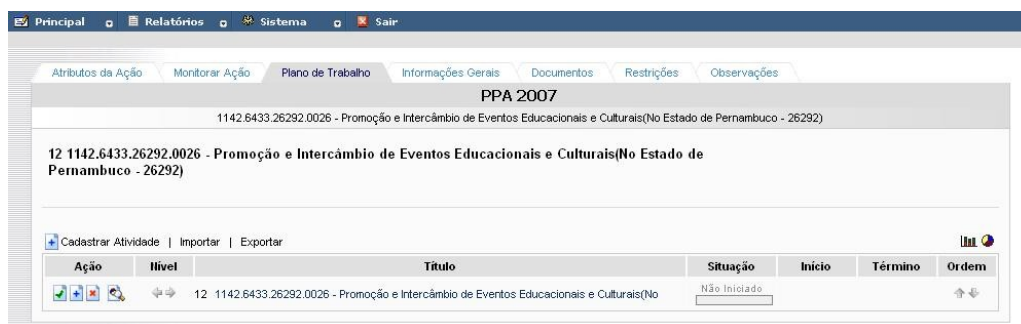 Principal Relatórios Sistema Sair
Atributos da Ação Monitorar Ação Plano de Trabalho Informações Gerais Documentos Restrições Observações
PPA 2007
1142.6433.26292.0026 - Promoção e Intercâmbio de Eventos Educacionais e Culturais(No Estado de Pernambuco - 26292)
12 1142.6433.26292.0026 - Promoção e Intercâmbio de Eventos Educacionais e Culturais(No Estado de
Pernambuco - 26292)
Cadastrar Atividade | Importar | Exportar
Ação Nível Título Situação Início Término Ordem
12 1142.6433.26292.0026 - Promoção e Intercâmbio de Eventos Educacionais e Culturais(No Não Iniciado